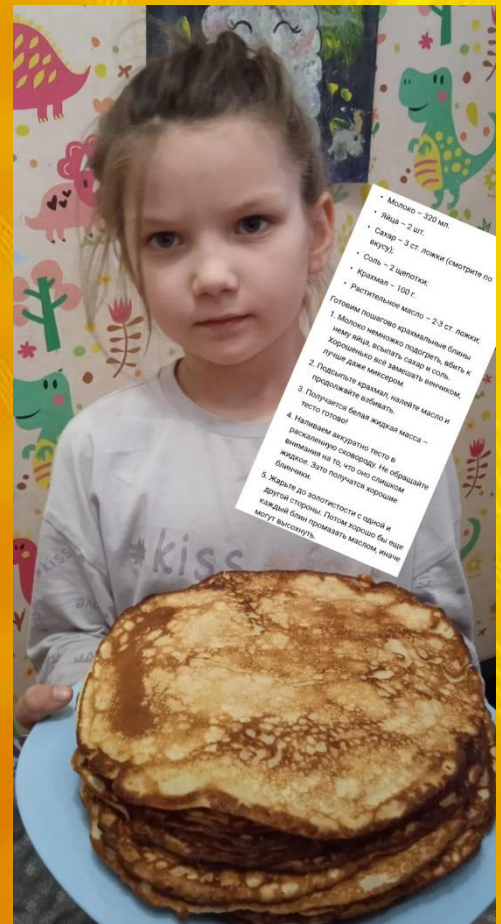 • Молоко – 320 мл.
• Яйца – 2 шт.
• Сахар – 3 ст. ложки (смотрите по
вкусу);
• Соль – 2 щепотки;
• Крахмал – 100 г.
• Растительное масло – 2-3 ст. ложки;
Готовим пошагово крахмальные блины
1. Молоко немножко подогреть, вбить к
нему яйца, всыпать сахар и соль.
Хорошенько всё замешать венчиком,
лучше даже миксером.
2. Подсыпьте крахмал, налейте масло и
продолжайте взбивать.
3. Получается белая жидкая масса –
тесто готово!
4. Наливаем аккуратно тесто в
раскаленную сковороду. Не обращайте
внимания на то, что оно слишком
жидкое. Зато получатся хорошие
блинчики.
5. Жарьте до золотистости с одной и
другой стороны. Потом хорошо бы еще
каждый блин промазать маслом, иначе
могут высохнуть.
#kiss